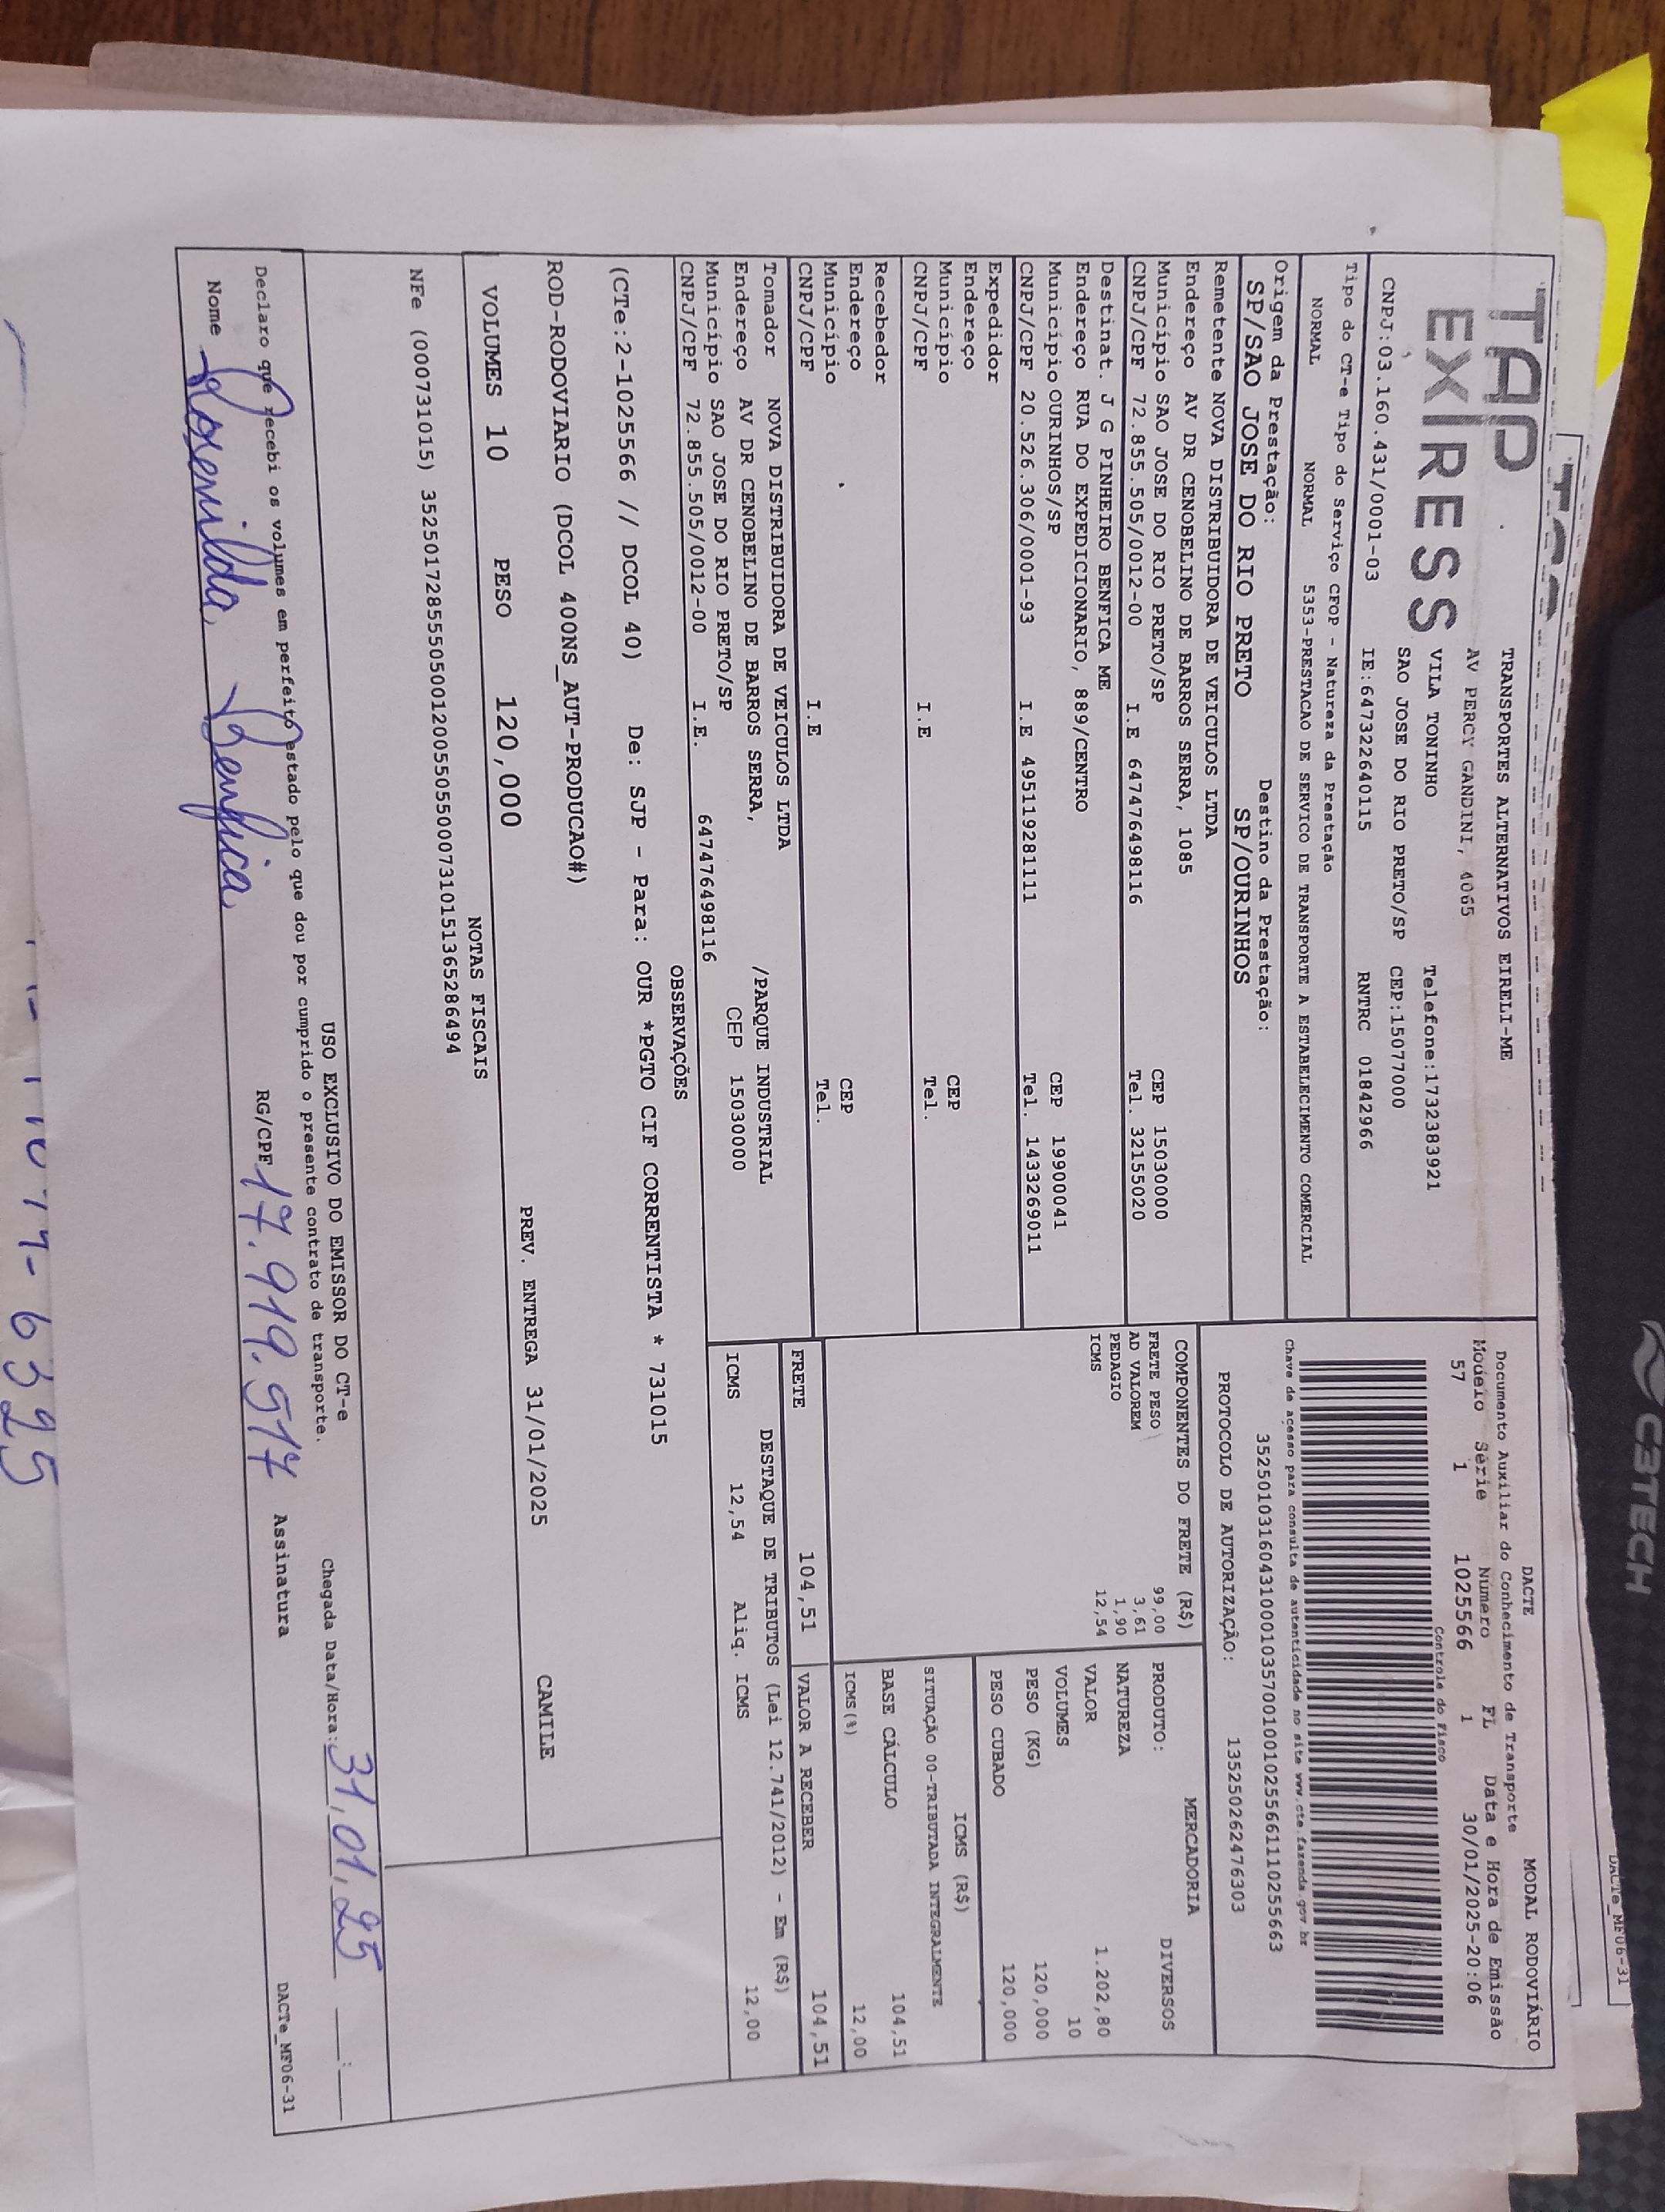 TAP
EXPRESS
TRANSPORTES ALTERNATIVOS EIRELI-ME
AV PERCY GANDINI, 4065
VILA TONINHO Telefone:1732383921
SAO JOSE DO RIO PRETO/SP CEP:15077000
CNPJ:03.160.431/0001-03 IE:647322640115 RNTRC 01842966
DACTE MODAL RODOVIÁRIO
Documento Auxiliar do Conhecimento de Transporte
Modelo Série Número FL Data e Hora de Emissão
57 1 1025566 1 30/01/2025-20:06
Controle do Fisco
Chave de acesso para consulta de autenticidade no site www.cte.fazenda.gov.br
35250103160431000103570010010255661110255663
PROTOCOLO DE AUTORIZAÇÃO: 135250262476303
Tipo do CT-e Tipo do Serviço CFOP - Natureza da Prestação
NORMAL NORMAL 5353-PRESTACAO DE SERVICO DE TRANSPORTE A ESTABELECIMENTO COMERCIAL
Origem da Prestação: Destino da Prestação:
SP/SAO JOSE DO RIO PRETO SP/OURINHOS
Remetente NOVA DISTRIBUIDORA DE VEICULOS LTDA
Endereço AV DR CENOBELINO DE BARROS SERRA, 1085
Município SAO JOSE DO RIO PRETO/SP CEP 15030000
CNPJ/CPF 72.855.505/0012-00 I.E 647476498116 Tel. 32155020
Destinat. J G PINHEIRO BENFICA ME
Endereço RUA DO EXPEDICIONARIO, 889/CENTRO
Município OURINHOS/SP CEP 19900041
CNPJ/CPF 20.526.306/0001-93 I.E 495119281111 Tel. 1433269011
Expedidor
Endereço
Município CEP
CNPJ/CPF I.E Tel.
Recebedor
Endereço
Município CEP
CNPJ/CPF I.E Tel.
Tomador NOVA DISTRIBUIDORA DE VEICULOS LTDA
Endereço AV DR CENOBELINO DE BARROS SERRA, /PARQUE INDUSTRIAL
Município SAO JOSE DO RIO PRETO/SP CEP 15030000
CNPJ/CPF 72.855.505/0012-00 I.E. 647476498116
COMPONENTES DO FRETE (R$)
FRETE PESO 99,00
AD VALOREM 3,61
PEDAGIO 1,90
ICMS 12,54
MERCADORIA
PRODUTO: DIVERSOS
NATUREZA
VALOR 1.202,80
VOLUMES 10
PESO (KG) 120,000
PESO CUBADO 120,000
ICMS (R$)
SITUAÇÃO 00-TRIBUTADA INTEGRALMENTE
BASE CÁLCULO 104,51
ICMS(%) 12,00
FRETE 104,51 VALOR A RECEBER 104,51
DESTAQUE DE TRIBUTOS (Lei 12.741/2012) - Em (R$)
ICMS 12,54 Aliq. ICMS 12,00
OBSERVAÇÕES
(CTe:2-1025566 // DCOL 40) De: SJP - Para: OUR *PGTO CIF CORRENTISTA * 731015
ROD-RODOVIARIO (DCOL 400NS_AUT-PRODUCAO#)
VOLUMES 10 PESO 120,000 PREV. ENTREGA 31/01/2025 CAMILE
NOTAS FISCAIS
NFe (000731015) 35250172855505001200550550007310151365286494
USO EXCLUSIVO DO EMISSOR DO CT-e
Declaro que recebi os volumes em perfeito estado pelo que dou por cumprido o presente contrato de transporte.
Chegada Data/Hora: 31/01/25 __:__
Nome Rosenilda Benfica RG/CPF 17.919.517 Assinatura
DACTe_MF06-31
DACTe_MF06-31
C3TECH